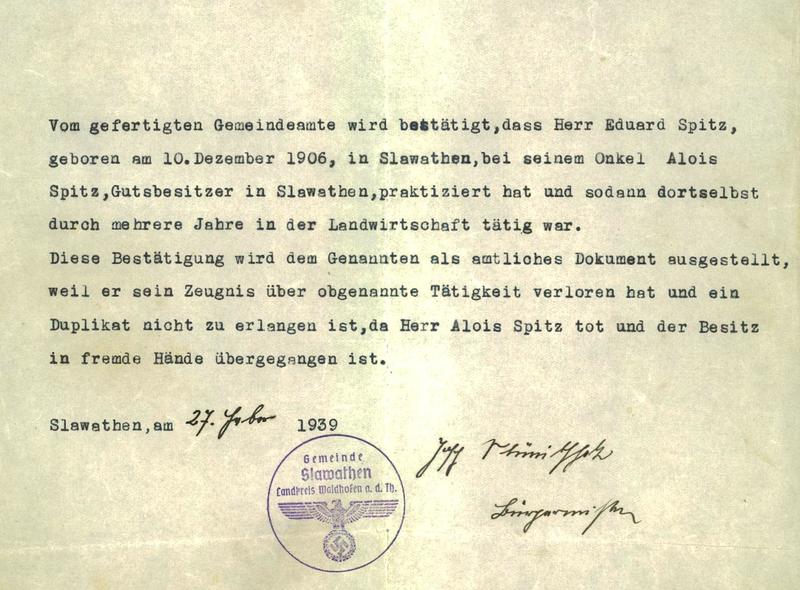 Vom gefertigten Gemeindeamte wird bestätigt,dass Herr Eduard Spitz,
geboren am 10.Dezember 1906, in Slawathen,bei seinem Onkel Alois
Spitz,Gutsbesitzer in Slawathen,praktiziert hat und sodann dortselbst
durch mehrere Jahre in der Landwirtschaft tätig war.
Diese Bestätigung wird dem Genannten als amtliches Dokument ausgestellt,
weil er sein Zeugnis über obgenannte Tätigkeit verloren hat und ein
Duplikat nicht zu erlangen ist,da Herr Alois Spitz tot und der Besitz
in fremde Hände übergegangen ist.
Slawathen,am 27. 1939
Gemeinde
Slawathen
Landkreis Waidhofen a. d. Th.
Bürgermeister